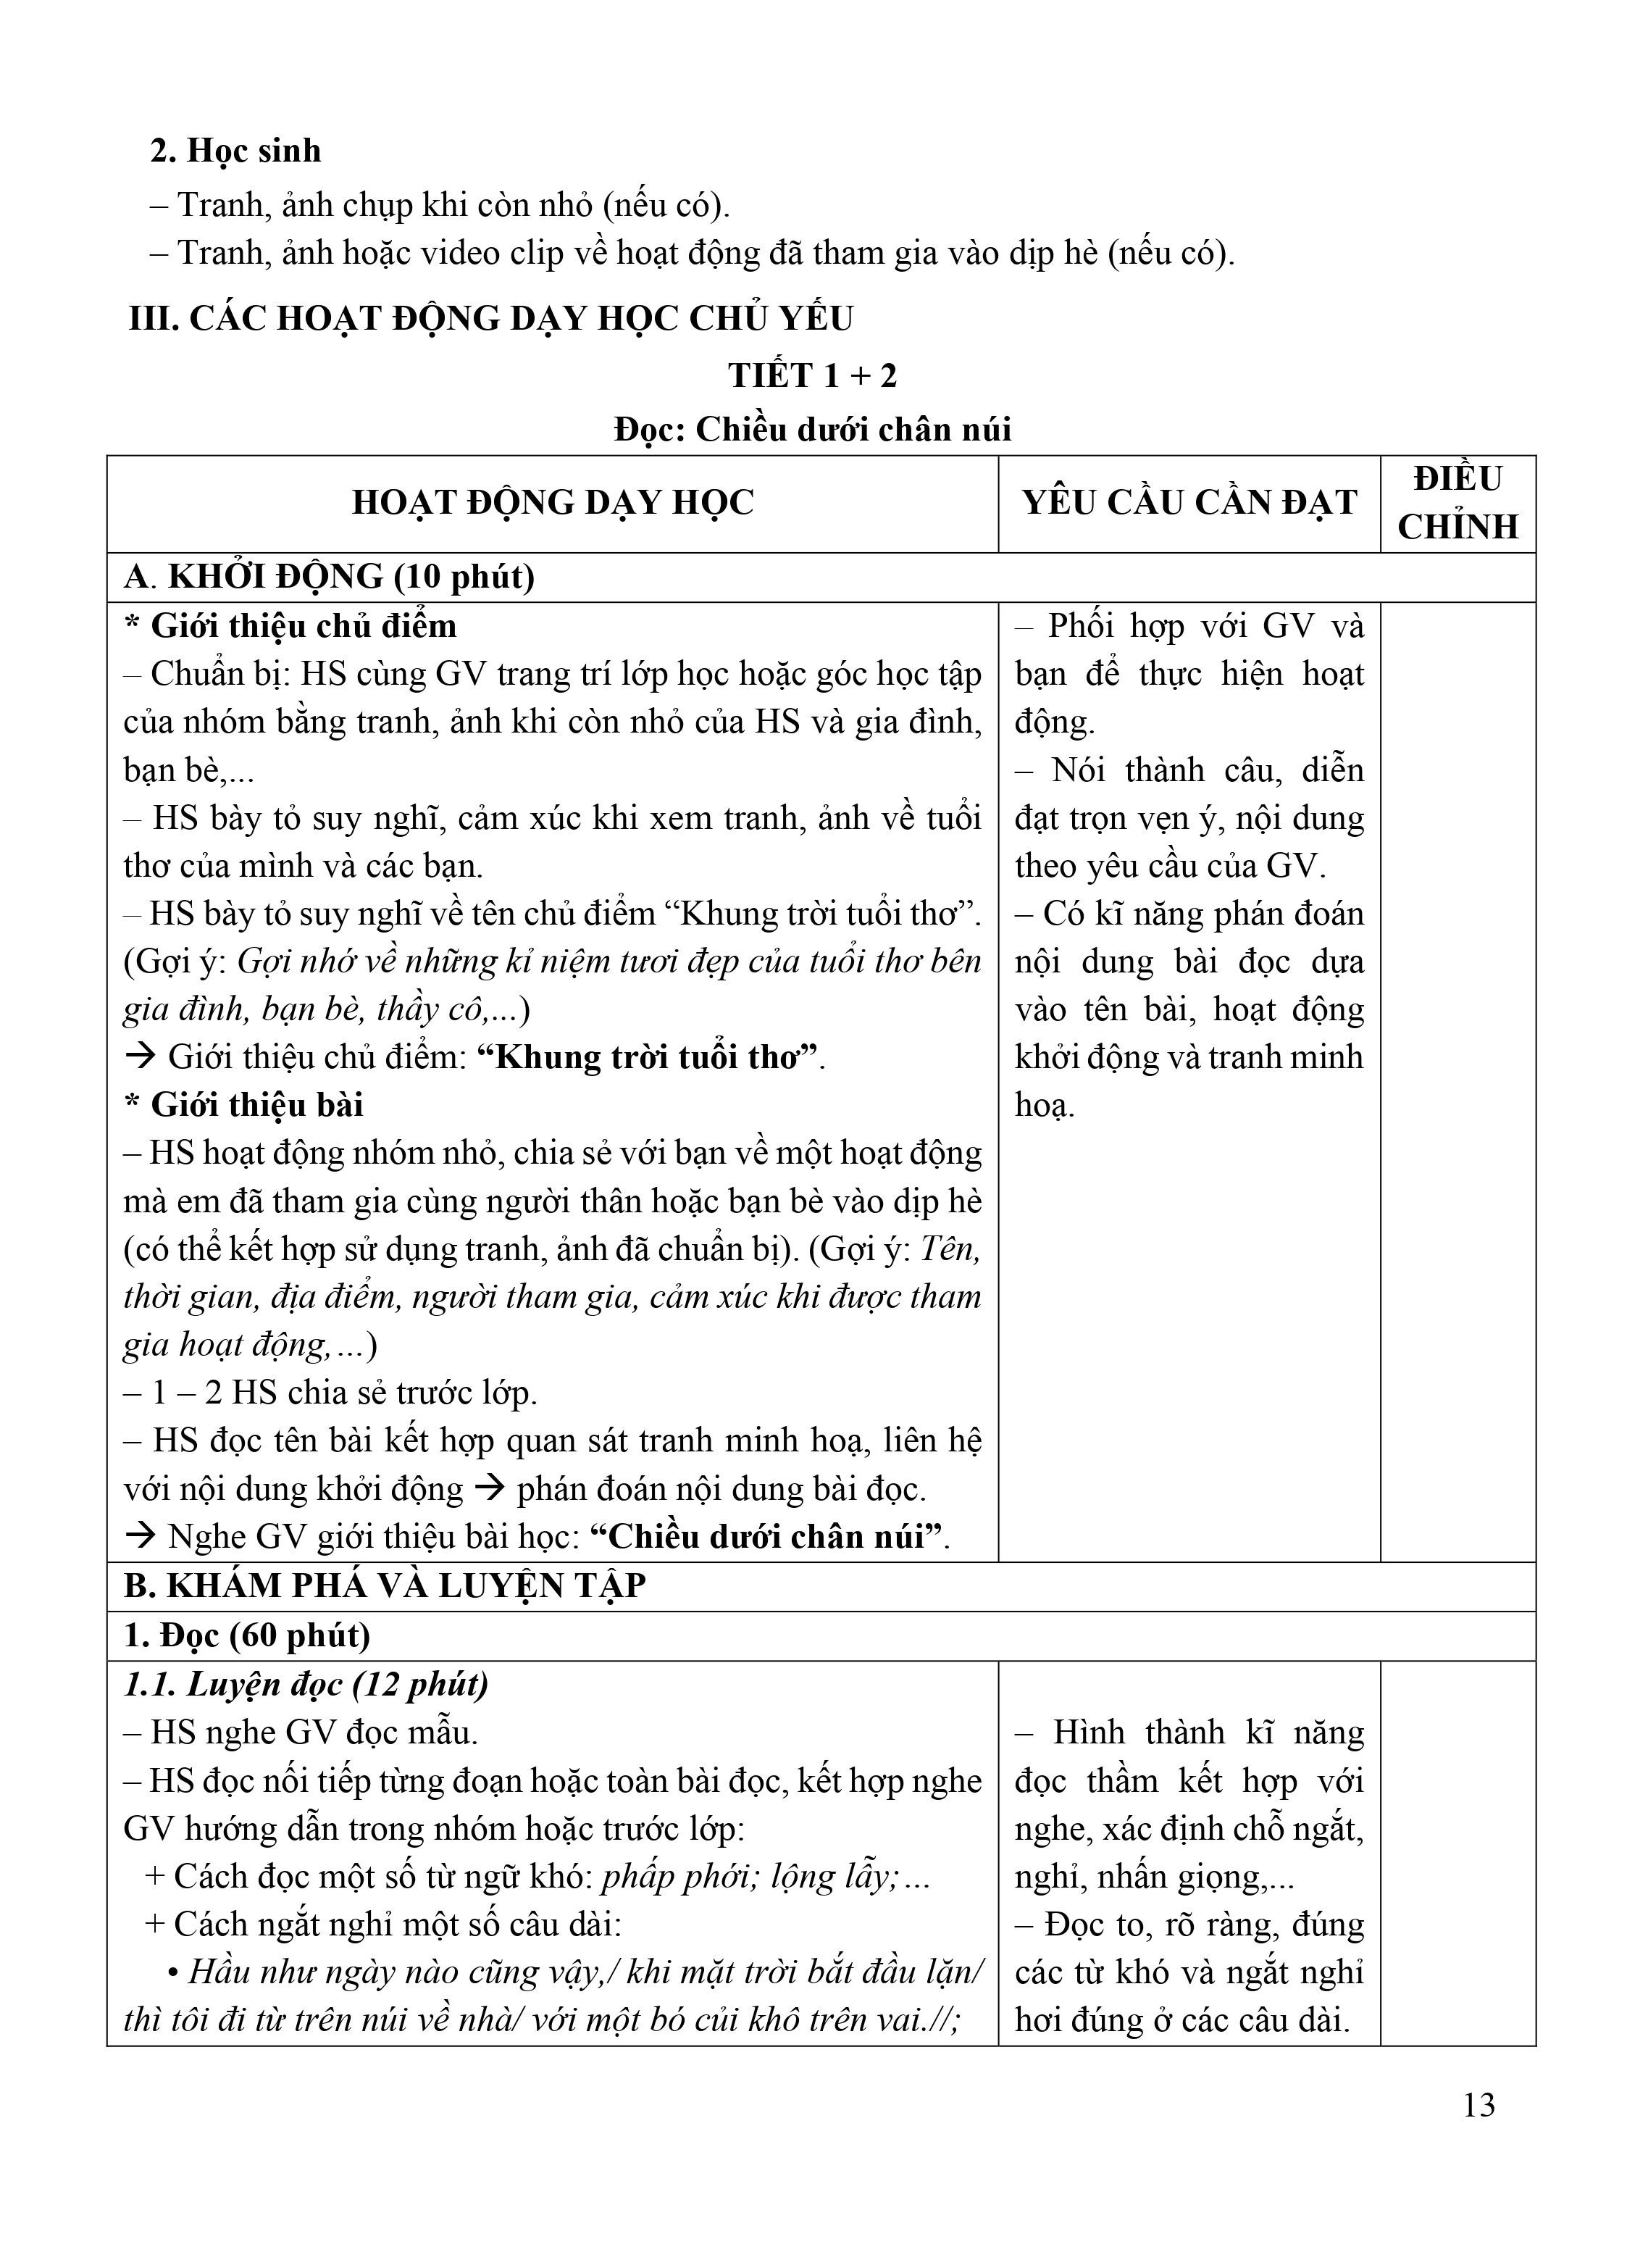 2. Học sinh
– Tranh, ảnh chụp khi còn nhỏ (nếu có).
– Tranh, ảnh hoặc video clip về hoạt động đã tham gia vào dịp hè (nếu có).
III. CÁC HOẠT ĐỘNG DẠY HỌC CHỦ YẾU
TIẾT 1 + 2
Đọc: Chiều dưới chân núi
HOẠT ĐỘNG DẠY HỌC
YÊU CẦU CẦN ĐẠT
ĐIỀU
CHỈNH
A. KHỞI ĐỘNG (10 phút)
* Giới thiệu chủ điểm
– Chuẩn bị: HS cùng GV trang trí lớp học hoặc góc học tập
của nhóm bằng tranh, ảnh khi còn nhỏ của HS và gia đình,
bạn bè,...
– HS bày tỏ suy nghĩ, cảm xúc khi xem tranh, ảnh về tuổi
thơ của mình và các bạn.
– HS bày tỏ suy nghĩ về tên chủ điểm “Khung trời tuổi thơ”.
(Gợi ý: Gợi nhớ về những kỉ niệm tươi đẹp của tuổi thơ bên
gia đình, bạn bè, thầy cô,...)
→ Giới thiệu chủ điểm: “Khung trời tuổi thơ”.
* Giới thiệu bài
– HS hoạt động nhóm nhỏ, chia sẻ với bạn về một hoạt động
mà em đã tham gia cùng người thân hoặc bạn bè vào dịp hè
(có thể kết hợp sử dụng tranh, ảnh đã chuẩn bị). (Gợi ý: Tên,
thời gian, địa điểm, người tham gia, cảm xúc khi được tham
gia hoạt động,...)
– 1 – 2 HS chia sẻ trước lớp.
– HS đọc tên bài kết hợp quan sát tranh minh hoạ, liên hệ
với nội dung khởi động → phán đoán nội dung bài đọc.
→ Nghe GV giới thiệu bài học: “Chiều dưới chân núi”.
– Phối hợp với GV và
bạn để thực hiện hoạt
động.
– Nói thành câu, diễn
đạt trọn vẹn ý, nội dung
theo yêu cầu của GV.
– Có kĩ năng phán đoán
nội dung bài đọc dựa
vào tên bài, hoạt động
khởi động và tranh minh
hoạ.
B. KHÁM PHÁ VÀ LUYỆN TẬP
1. Đọc (60 phút)
1.1. Luyện đọc (12 phút)
– HS nghe GV đọc mẫu.
– HS đọc nối tiếp từng đoạn hoặc toàn bài đọc, kết hợp nghe
GV hướng dẫn trong nhóm hoặc trước lớp:
+ Cách đọc một số từ ngữ khó: phấp phới; lộng lẫy;...
+ Cách ngắt nghỉ một số câu dài:
• Hầu như ngày nào cũng vậy,/ khi mặt trời bắt đầu lặn/
thì tôi đi từ trên núi về nhà/ với một bó củi khô trên vai.//;
– Hình thành kĩ năng
đọc thầm kết hợp với
nghe, xác định chỗ ngắt,
nghỉ, nhấn giọng,...
– Đọc to, rõ ràng, đúng
các từ khó và ngắt nghỉ
hơi đúng ở các câu dài.
13